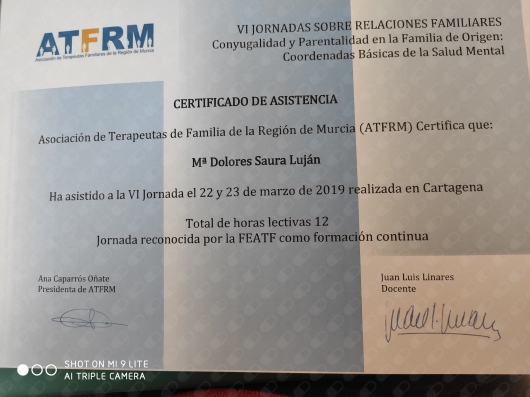 ATFRM
Asociación de Terapeutas Familiares de la Región de Murcia
VI JORNADAS SOBRE RELACIONES FAMILIARES
Conyugalidad y Parentalidad en la Familia de Origen:
Coordenadas Básicas de la Salud Mental
CERTIFICADO DE ASISTENCIA
Asociación de Terapeutas de Familia de la Región de Murcia (ATFRM) Certifica que:
Mª Dolores Saura Luján
Ha asistido a la VI Jornada el 22 y 23 de marzo de 2019 realizada en Cartagena
Total de horas lectivas 12
Jornada reconocida por la FEATF como formación continua
Ana Caparrós Oñate
Presidenta de ATFRM
Juan Luis Linares
Docente
SHOT ON MI 9 LITE
AI TRIPLE CAMERA